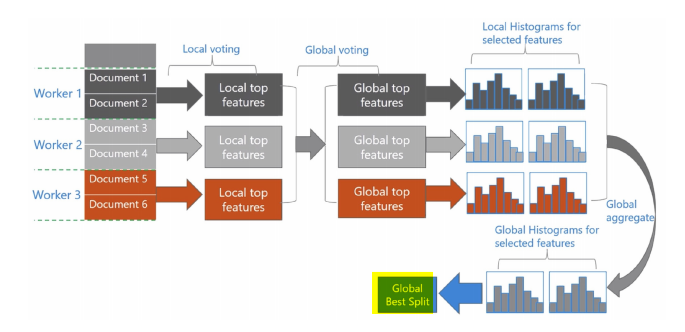 Local voting
Global voting
Local Histograms for
selected features
Worker 1
Document 1
Document 2
Local top
features
Global top
features
Worker 2
Document 3
Document 4
Local top
features
Global top
features
Worker 3
Document 5
Document 6
Local top
features
Global top
features
Global
aggregate
Global Histograms for
selected features
Global
Best Split